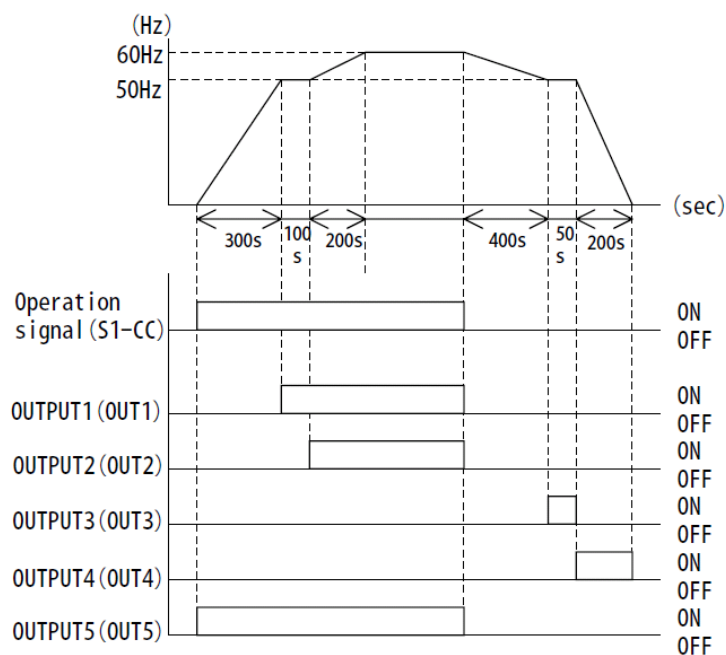 (Hz)
60Hz
50Hz
(sec)
300s
100
s
200s
400s
50
s
200s
Operation
signal(S1-CC)
ON
OFF
OUTPUT1(OUT1)
ON
OFF
OUTPUT2(OUT2)
ON
OFF
OUTPUT3(OUT3)
ON
OFF
OUTPUT4(OUT4)
ON
OFF
OUTPUT5(OUT5)
ON
OFF